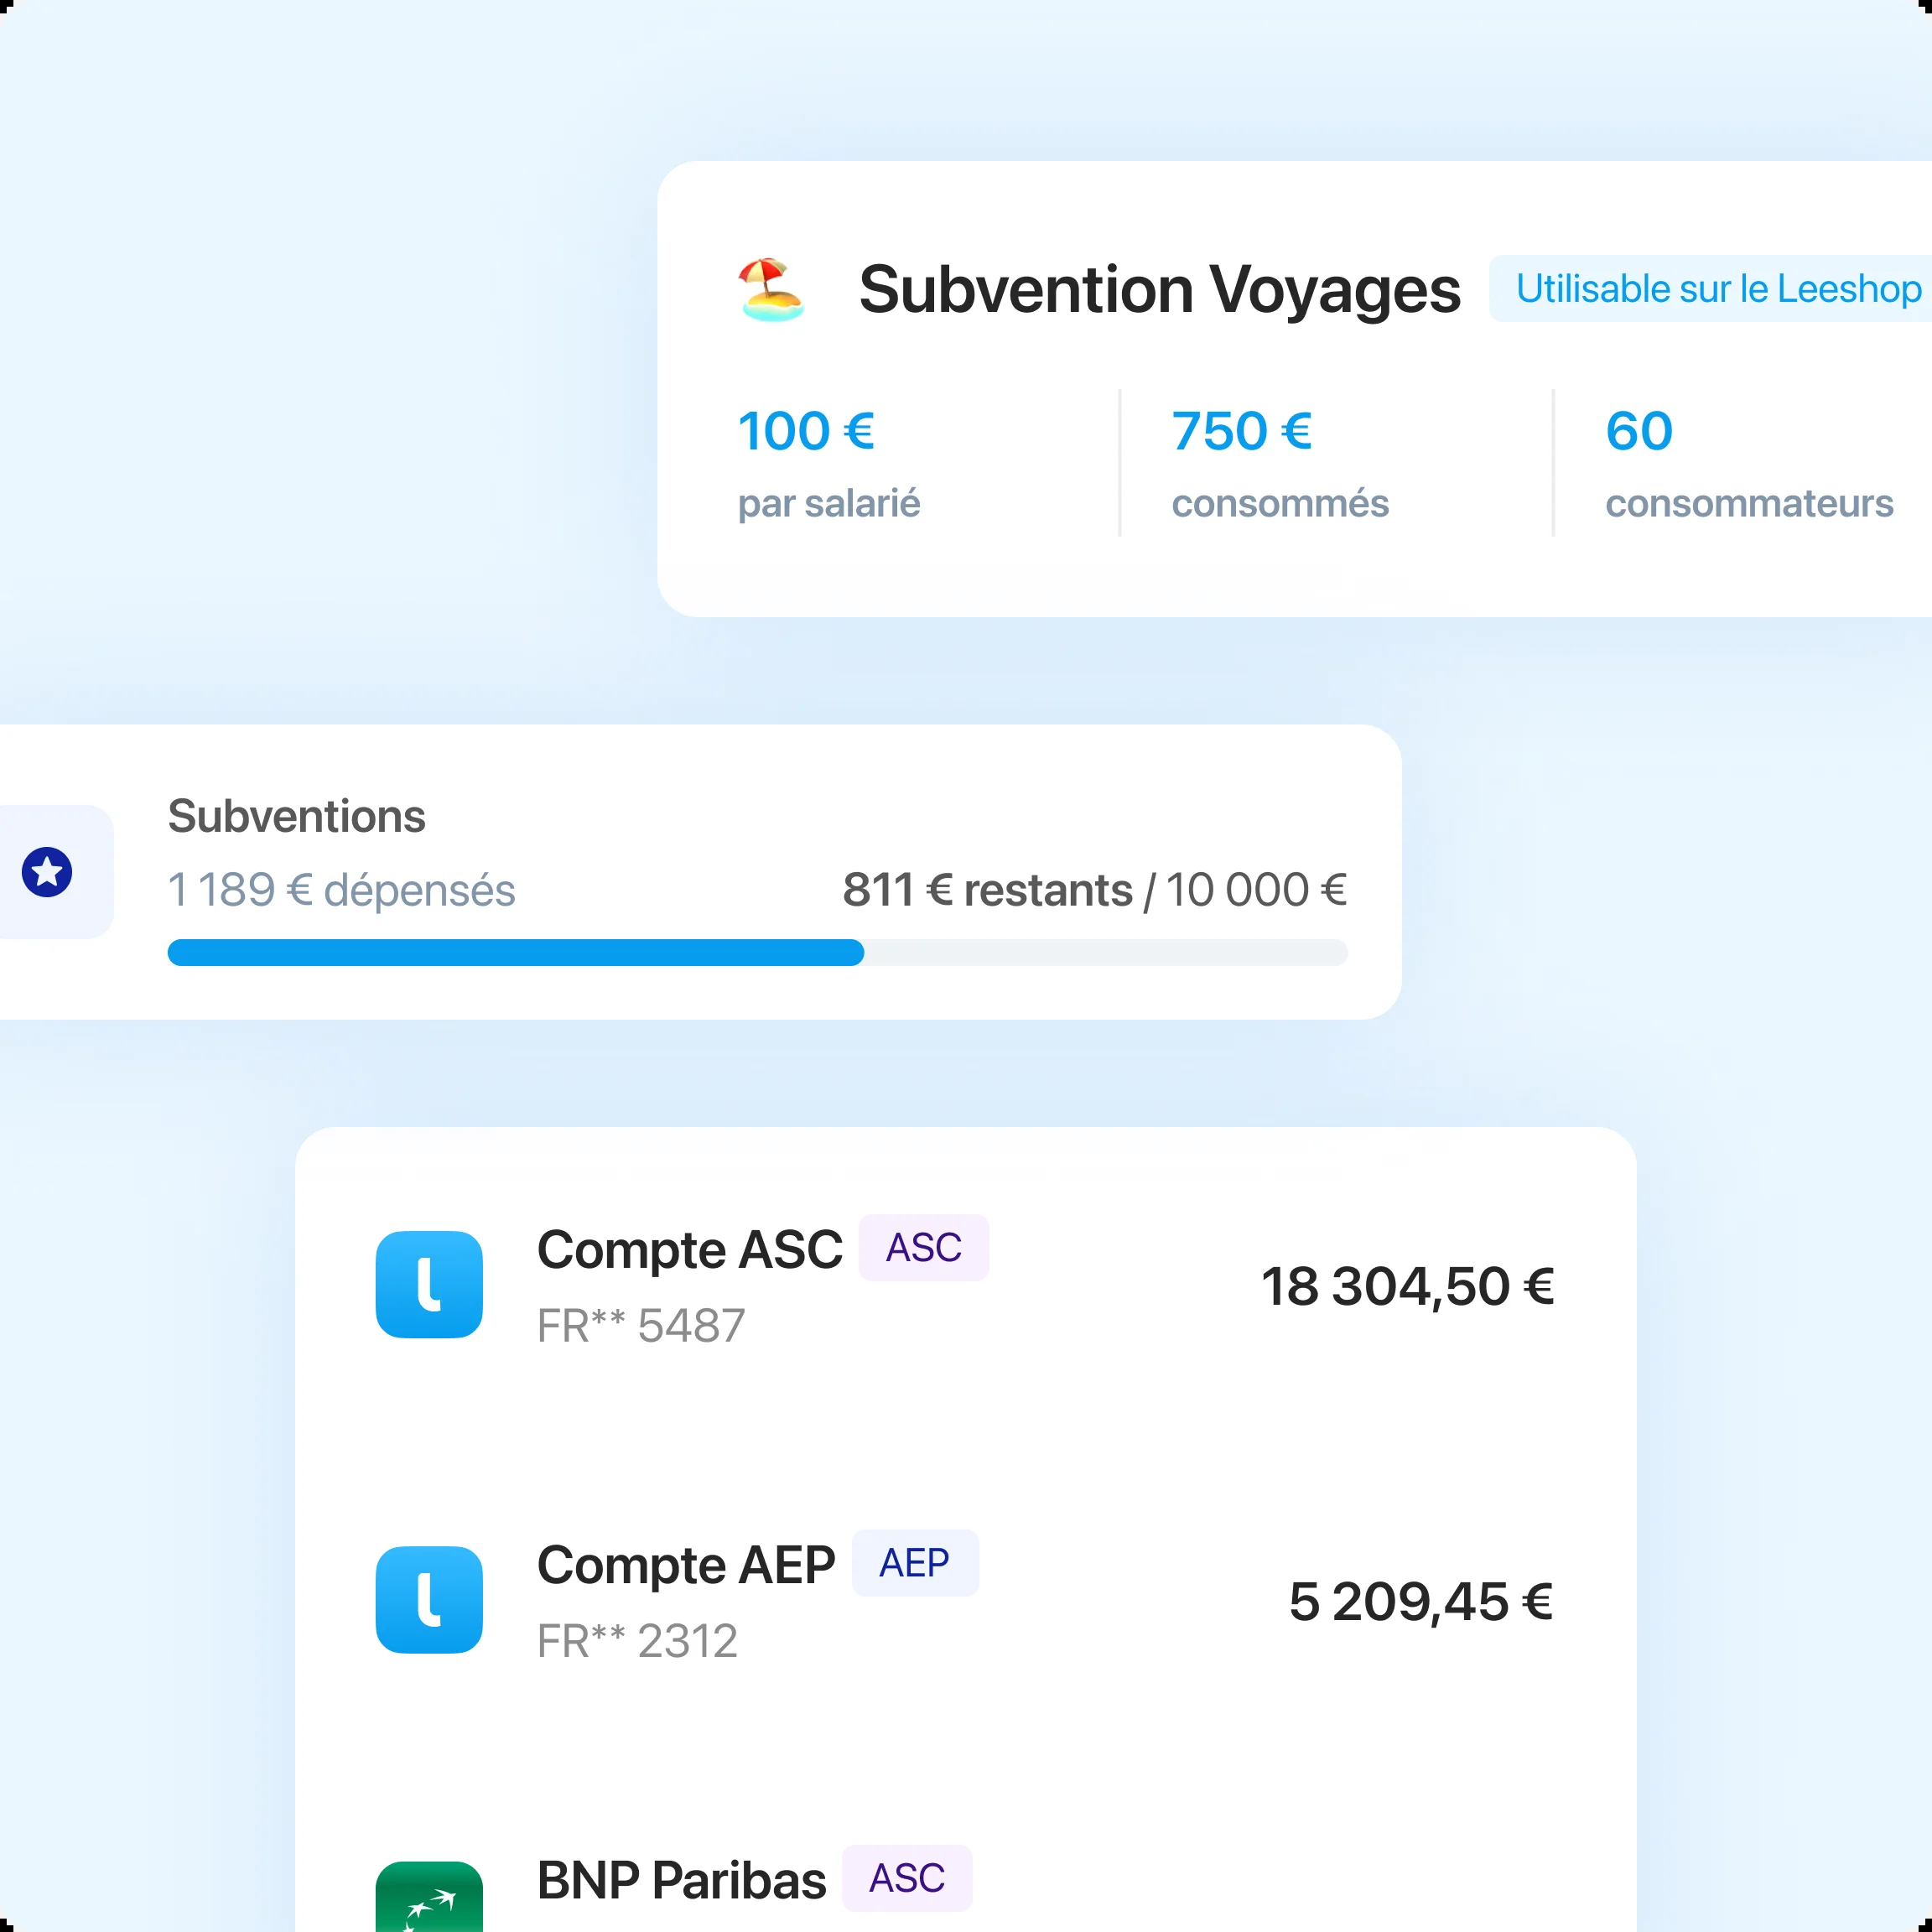 Subvention Voyages
Utilisable sur le Leeshop
100 €
750 €
60
par salarié
consommés
consommateurs
Subventions
1 189 € dépensés
811 € restants / 10 000 €
Compte ASC
ASC
FR** 5487
18 304,50 €
Compte AEP
AEP
FR** 2312
5 209,45 €
BNP Paribas
ASC